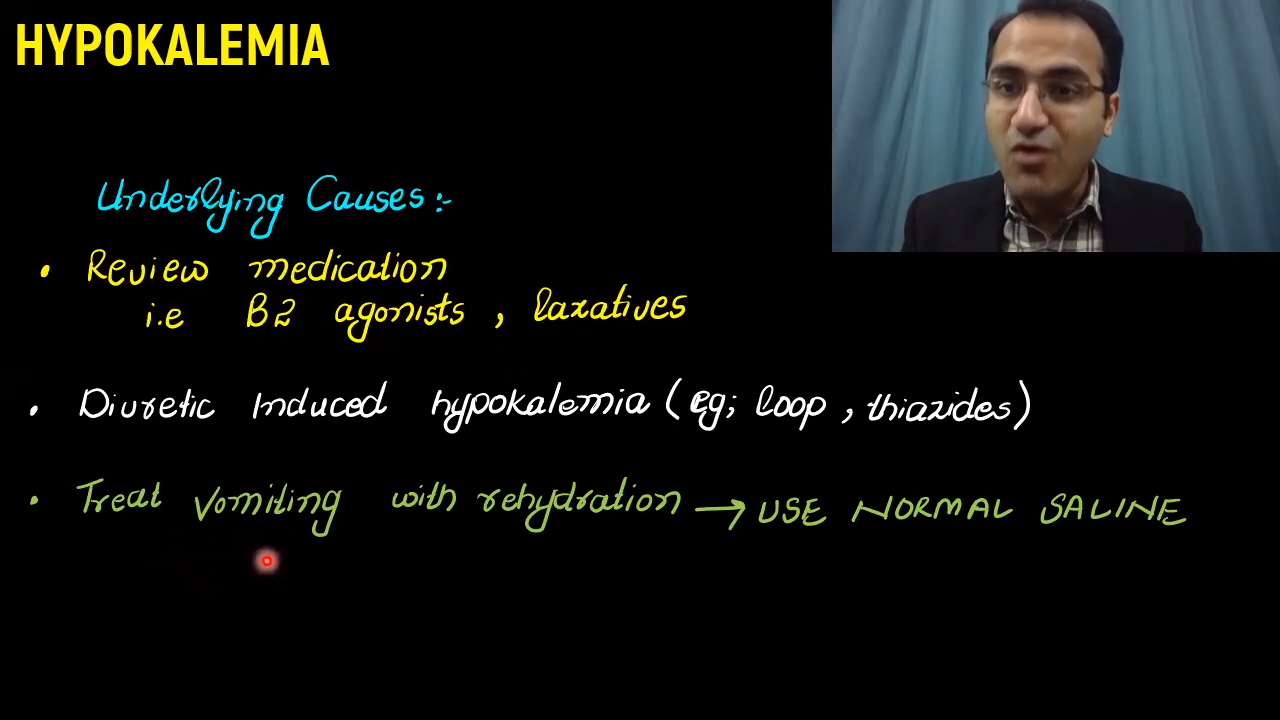 HYPOKALEMIA
Underlying Causes :-
• Review medication
i.e B2 agonists , laxatives
• Diuretic Induced hypokalemia (eg; loop , thiazides)
• Treat vomiting with rehydration → USE NORMAL SALINE